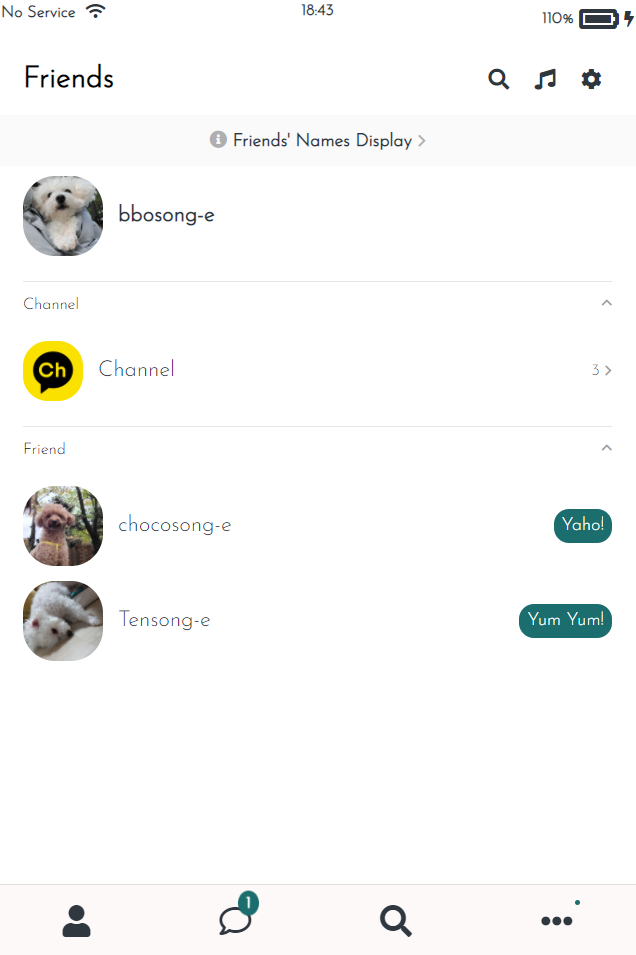 No Service 18:43 110%
Friends
Friends' Names Display
bbosong-e
Channel
Ch Channel 3
Friend
chocosong-e Yaho!
Tensong-e Yum Yum!
1